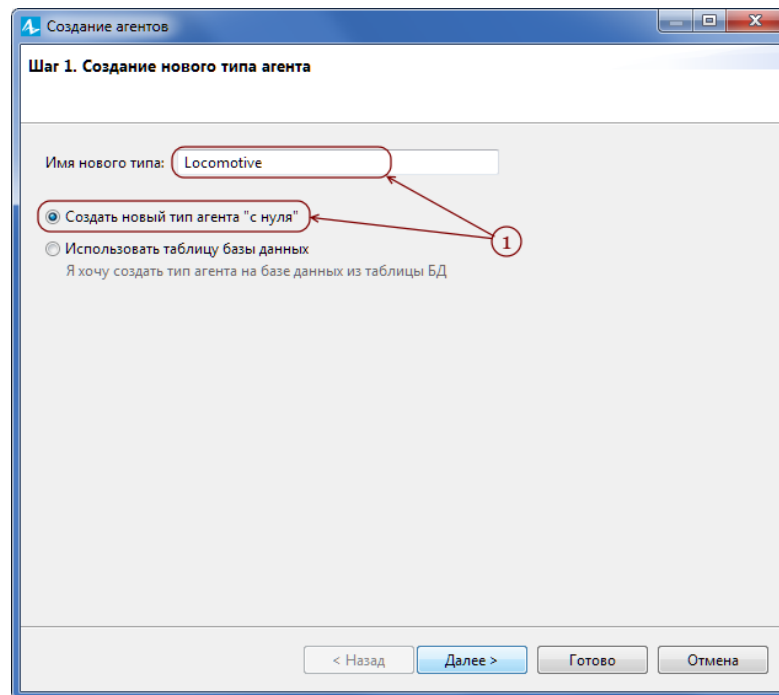 Создание агентов
Шаг 1. Создание нового типа агента
Имя нового типа: Locomotive
Создать новый тип агента "с нуля"
1
Использовать таблицу базы данных
Я хочу создать тип агента на базе данных из таблицы БД
< Назад Далее > Готово Отмена